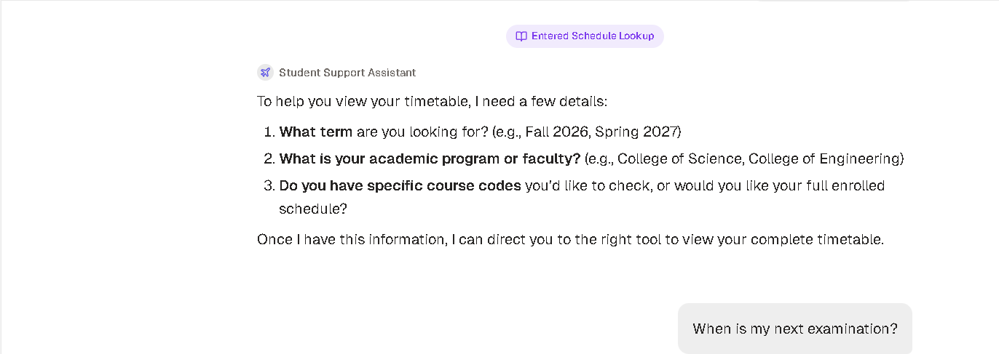 Entered Schedule Lookup
Student Support Assistant
To help you view your timetable, I need a few details:
1. What term are you looking for? (e.g., Fall 2026, Spring 2027)
2. What is your academic program or faculty? (e.g., College of Science, College of Engineering)
3. Do you have specific course codes you'd like to check, or would you like your full enrolled
schedule?
Once I have this information, I can direct you to the right tool to view your complete timetable.
When is my next examination?